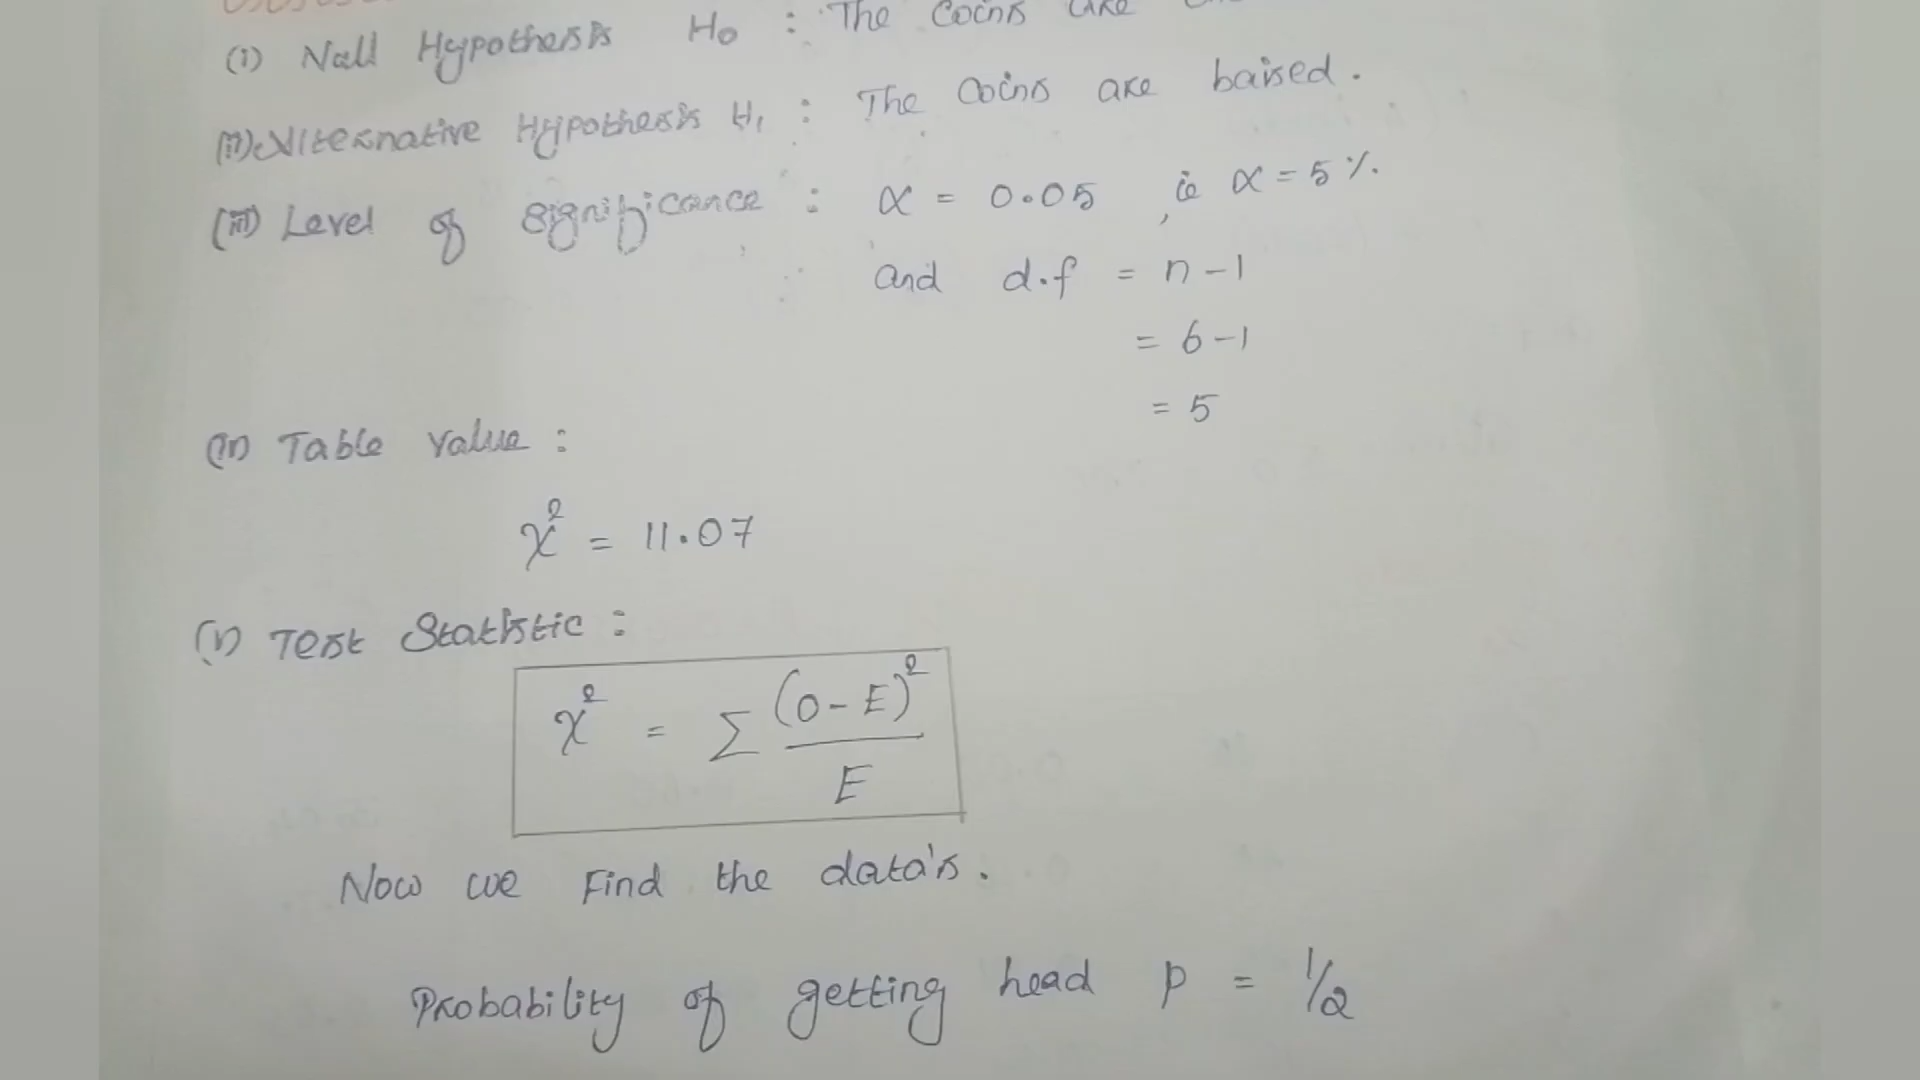 (i) Null Hypothesis H₀ : The Coins are
(ii) Alternative Hypothesis H₁ : The Coins are baised.
(iii) Level of significance : α = 0.05 , ie α = 5 %.
and d.f = n - 1
= 6 - 1
= 5
(iv) Table Value :
χ² = 11.07
(v) Test Statistic :
χ² = Σ (O - E)² / E
Now we Find the data's.
Probability of getting head p = 1/2